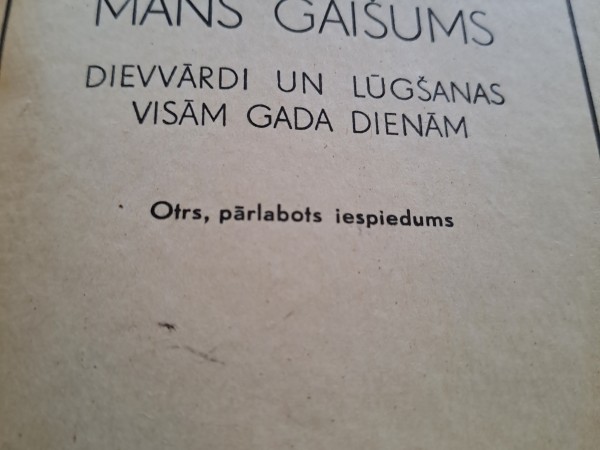 MANS GAIŠUMS
DIEVVĀRDI UN LŪGŠANAS
VISĀM GADA DIENĀM
Otrs, pārlabots iespiedums